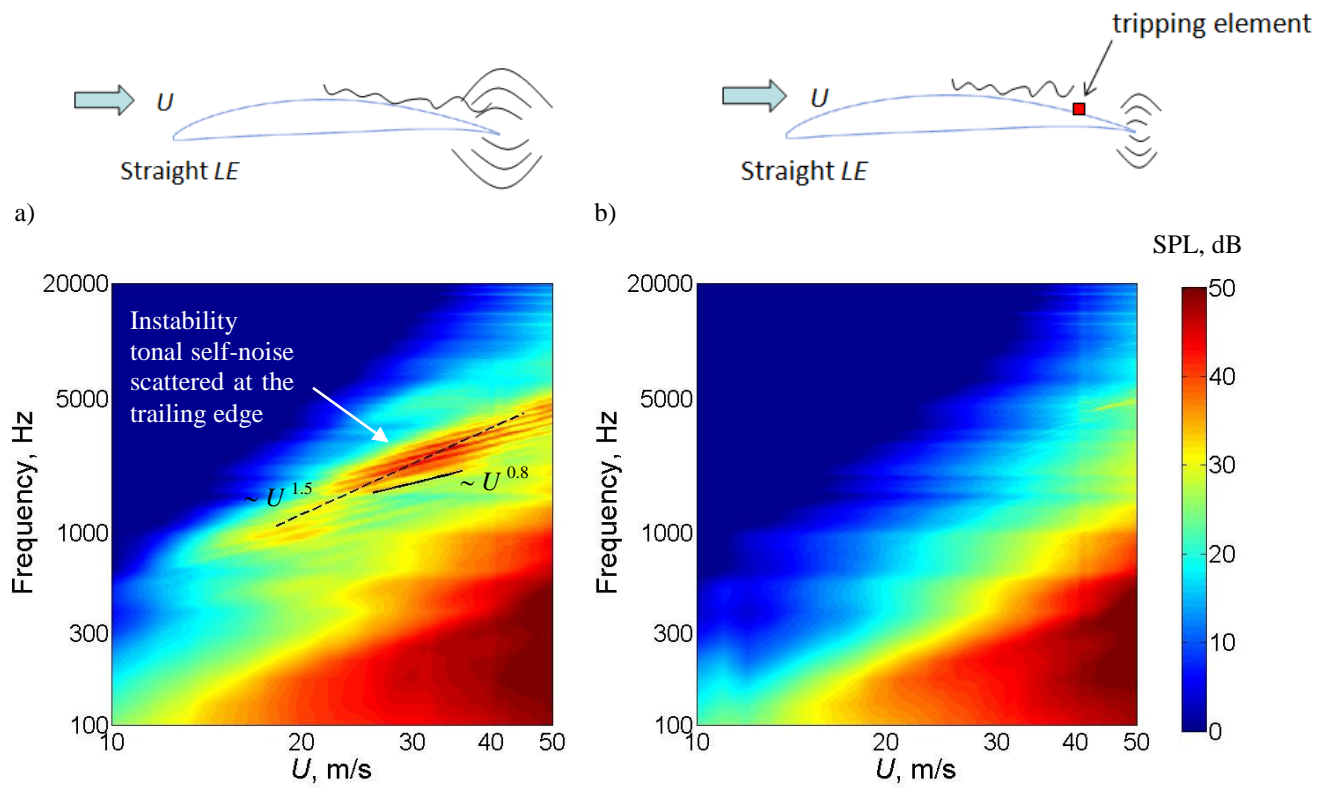 tripping element
U
U
Straight LE
Straight LE
a)
b)
SPL, dB
20000
5000
1000
300
100
Frequency, Hz
Instability
tonal self-noise
scattered at the
trailing edge
~ U 1.5
~ U 0.8
10
20
30
40
50
U, m/s
20000
5000
1000
300
100
Frequency, Hz
10
20
30
40
50
U, m/s
50
40
30
20
10
0